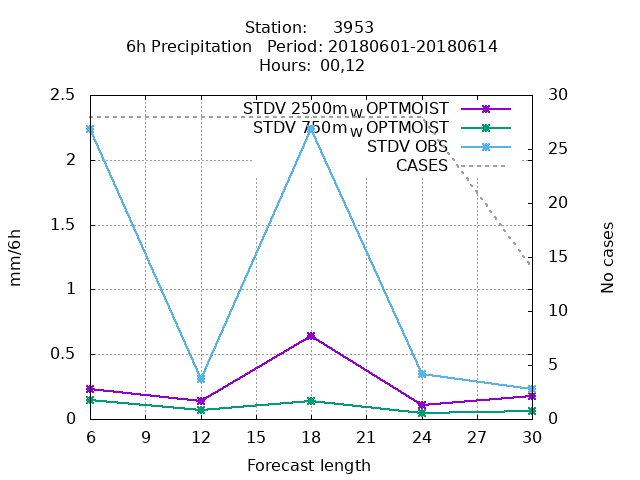 Station: 3953
6h Precipitation Period: 20180601-20180614
Hours: 00,12
STDV 2500m_W OPTMOIST
STDV 750m_W OPTMOIST
STDV OBS
CASES
mm/6h
2.5
2
1.5
1
0.5
0
30
25
20
15
10
5
0
No cases
6 9 12 15 18 21 24 27 30
Forecast length